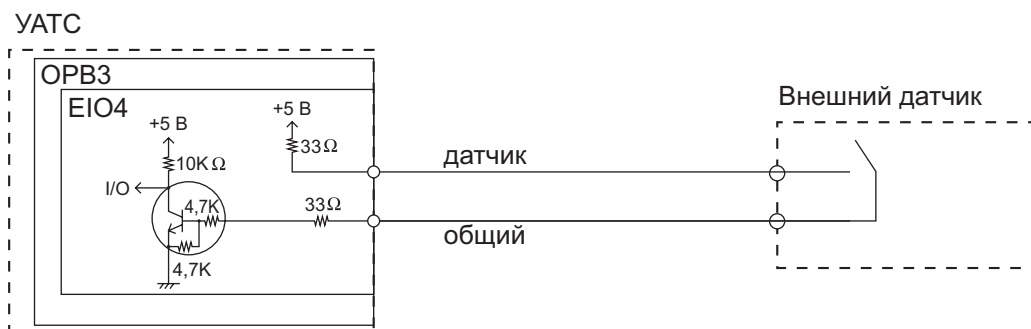 УАТС
OPB3
EIO4
+5 В
+5 В
33Ω
10K Ω
I/O
4,7K
4,7K
33Ω
датчик
общий
Внешний датчик